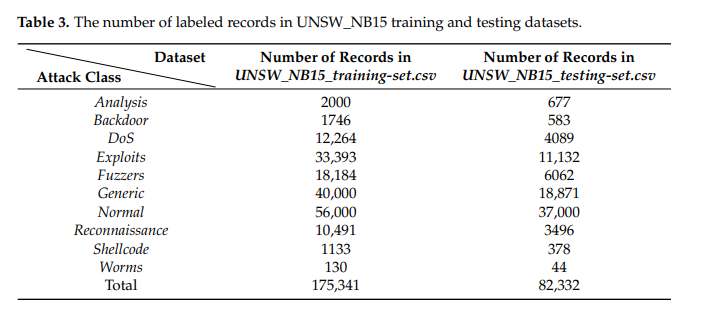 Table 3. The number of labeled records in UNSW_NB15 training and testing datasets.
Dataset Number of Records in Number of Records in
Attack Class UNSW_NB15_training-set.csv UNSW_NB15_testing-set.csv
Analysis 2000 677
Backdoor 1746 583
DoS 12,264 4089
Exploits 33,393 11,132
Fuzzers 18,184 6062
Generic 40,000 18,871
Normal 56,000 37,000
Reconnaissance 10,491 3496
Shellcode 1133 378
Worms 130 44
Total 175,341 82,332